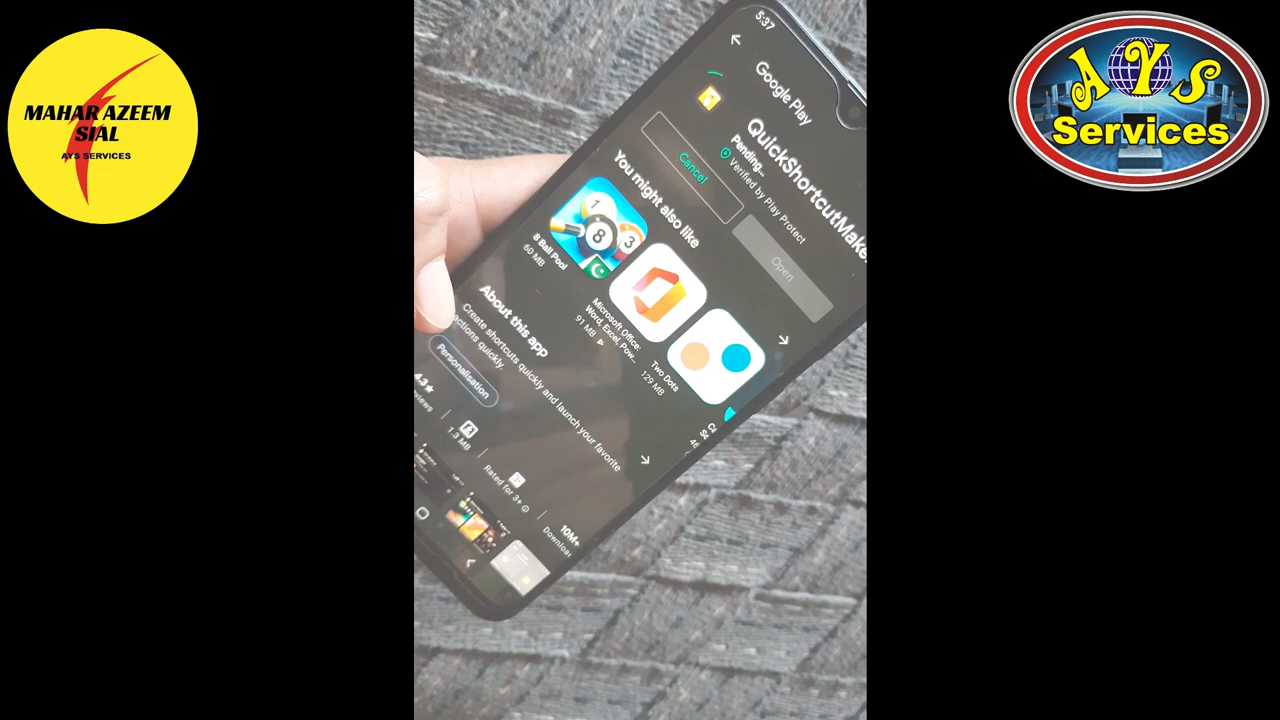 MAHAR AZEEM
SIAL
AYS SERVICES
AYS
Services
5:37
Google Play
QuickShortcutMake
Pending...
Verified by Play Protect
Cancel
Open
You might also like
8 Ball Pool
60 MB
Microsoft Office:
Word, Excel, Pow...
91 MB
Two Dots
129 MB
About this app
Create shortcuts quickly and launch your favorite
actions quickly.
Personalisation
4.3★
1.3 MB
Rated for 3+
10M+